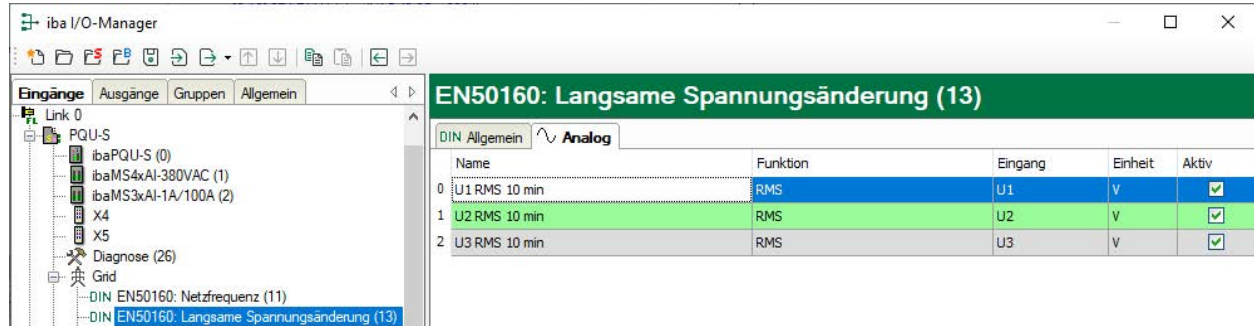 iba I/O-Manager
Eingänge Ausgänge Gruppen Allgemein
FL Link 0
PQU-S
ibaPQU-S (0)
ibaMS4xAI-380VAC (1)
ibaMS3xAI-1A/100A (2)
X4
X5
Diagnose (26)
Grid
DIN EN50160: Netzfrequenz (11)
DIN EN50160: Langsame Spannungsänderung (13)
EN50160: Langsame Spannungsänderung (13)
DIN Allgemein Analog
Name Funktion Eingang Einheit Aktiv
0 U1 RMS 10 min RMS U1 V
1 U2 RMS 10 min RMS U2 V
2 U3 RMS 10 min RMS U3 V